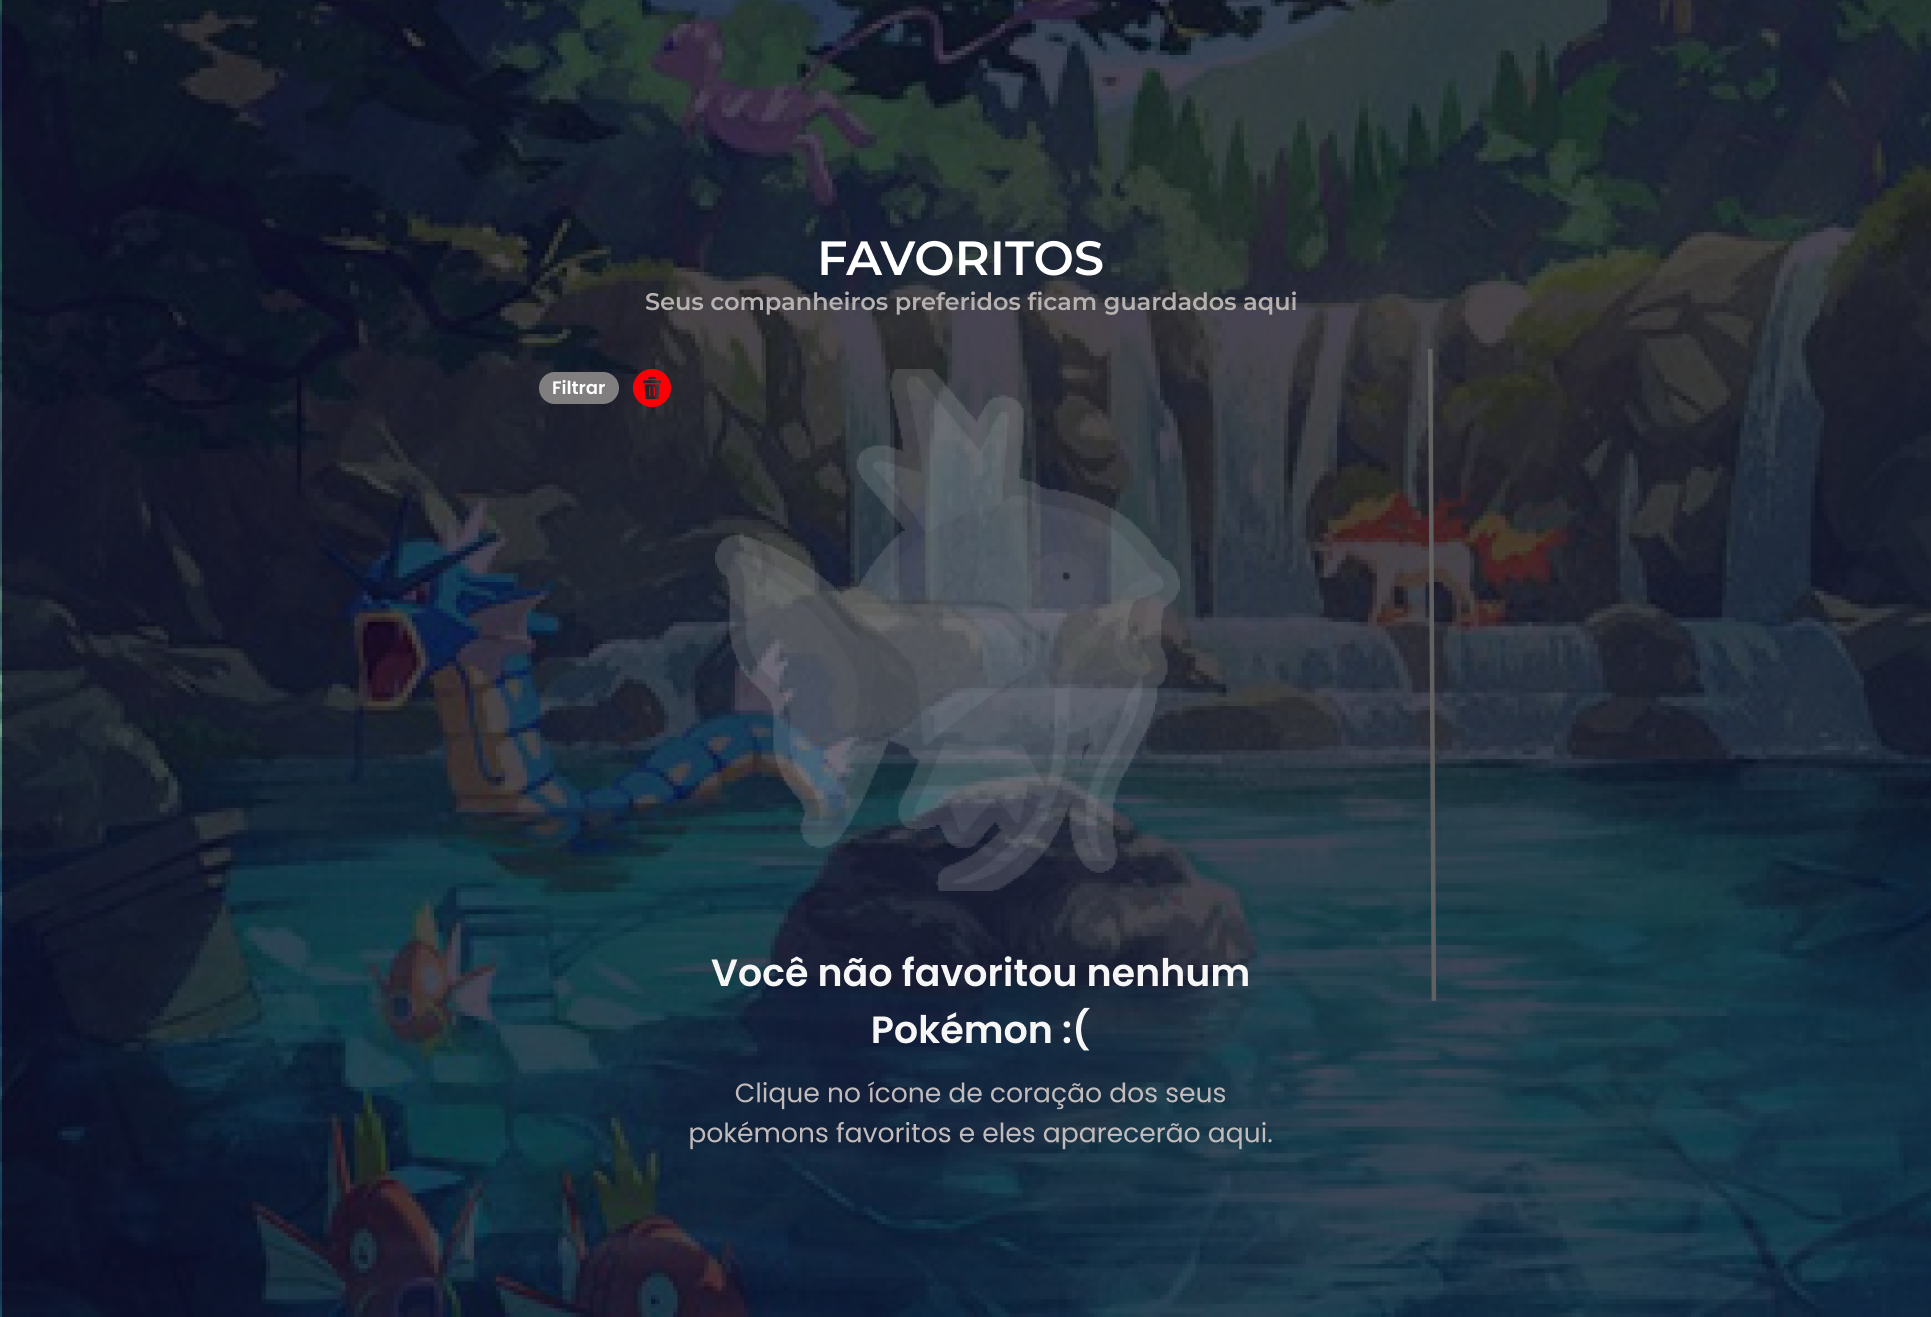 FAVORITOS
Seus companheiros preferidos ficam guardados aqui
Filtrar
Você não favoritou nenhum
Pokémon :(
Clique no ícone de coração dos seus
pokémons favoritos e eles aparecerão aqui.